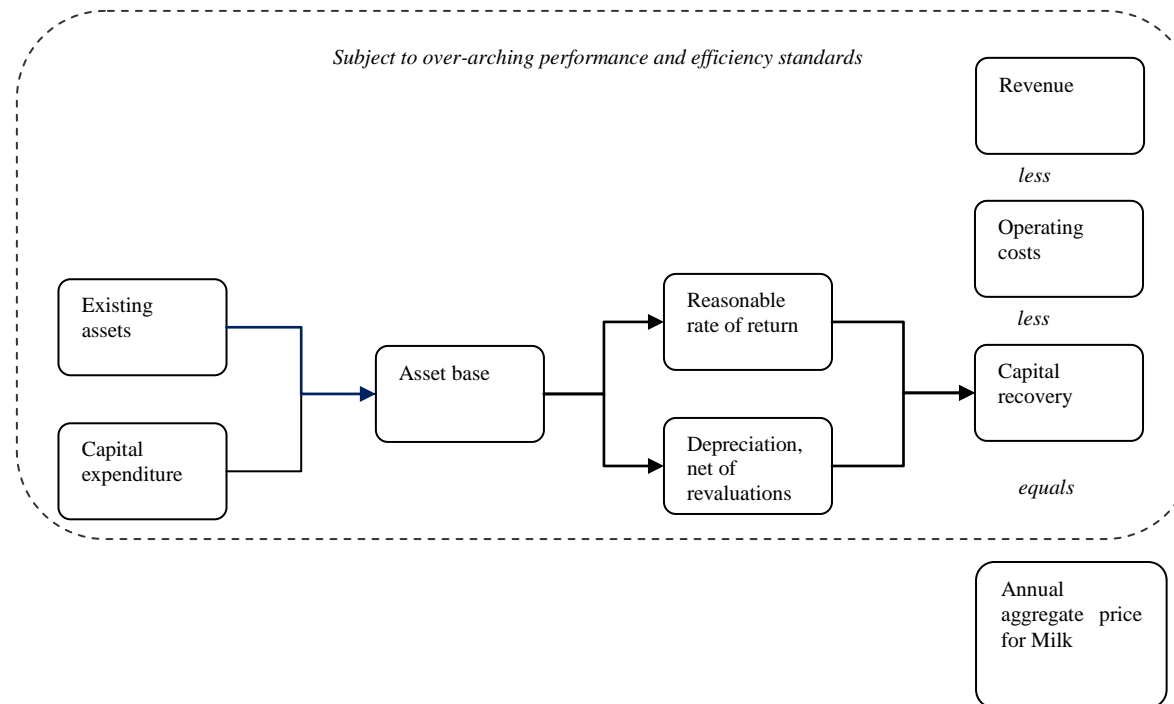 Subject to over-arching performance and efficiency standards
Revenue
less
Operating
costs
less
Existing
assets
Capital
expenditure
Asset base
Reasonable
rate of return
Depreciation,
net of
revaluations
Capital
recovery
equals
Annual
aggregate price
for Milk